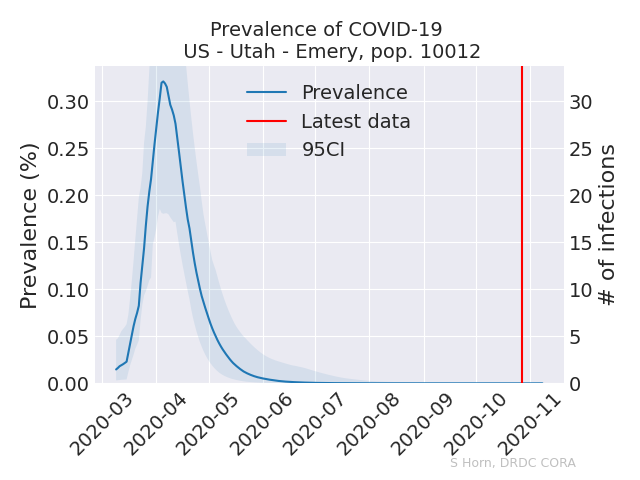 Prevalence of COVID-19
US - Utah - Emery, pop. 10012
Prevalence
Latest data
95CI
Prevalence (%)
0.30
0.25
0.20
0.15
0.10
0.05
0.00
30
25
20
15
10
5
0
# of infections
2020-03
2020-04
2020-05
2020-06
2020-07
2020-08
2020-09
2020-10
2020-11
S Horn, DRDC CORA